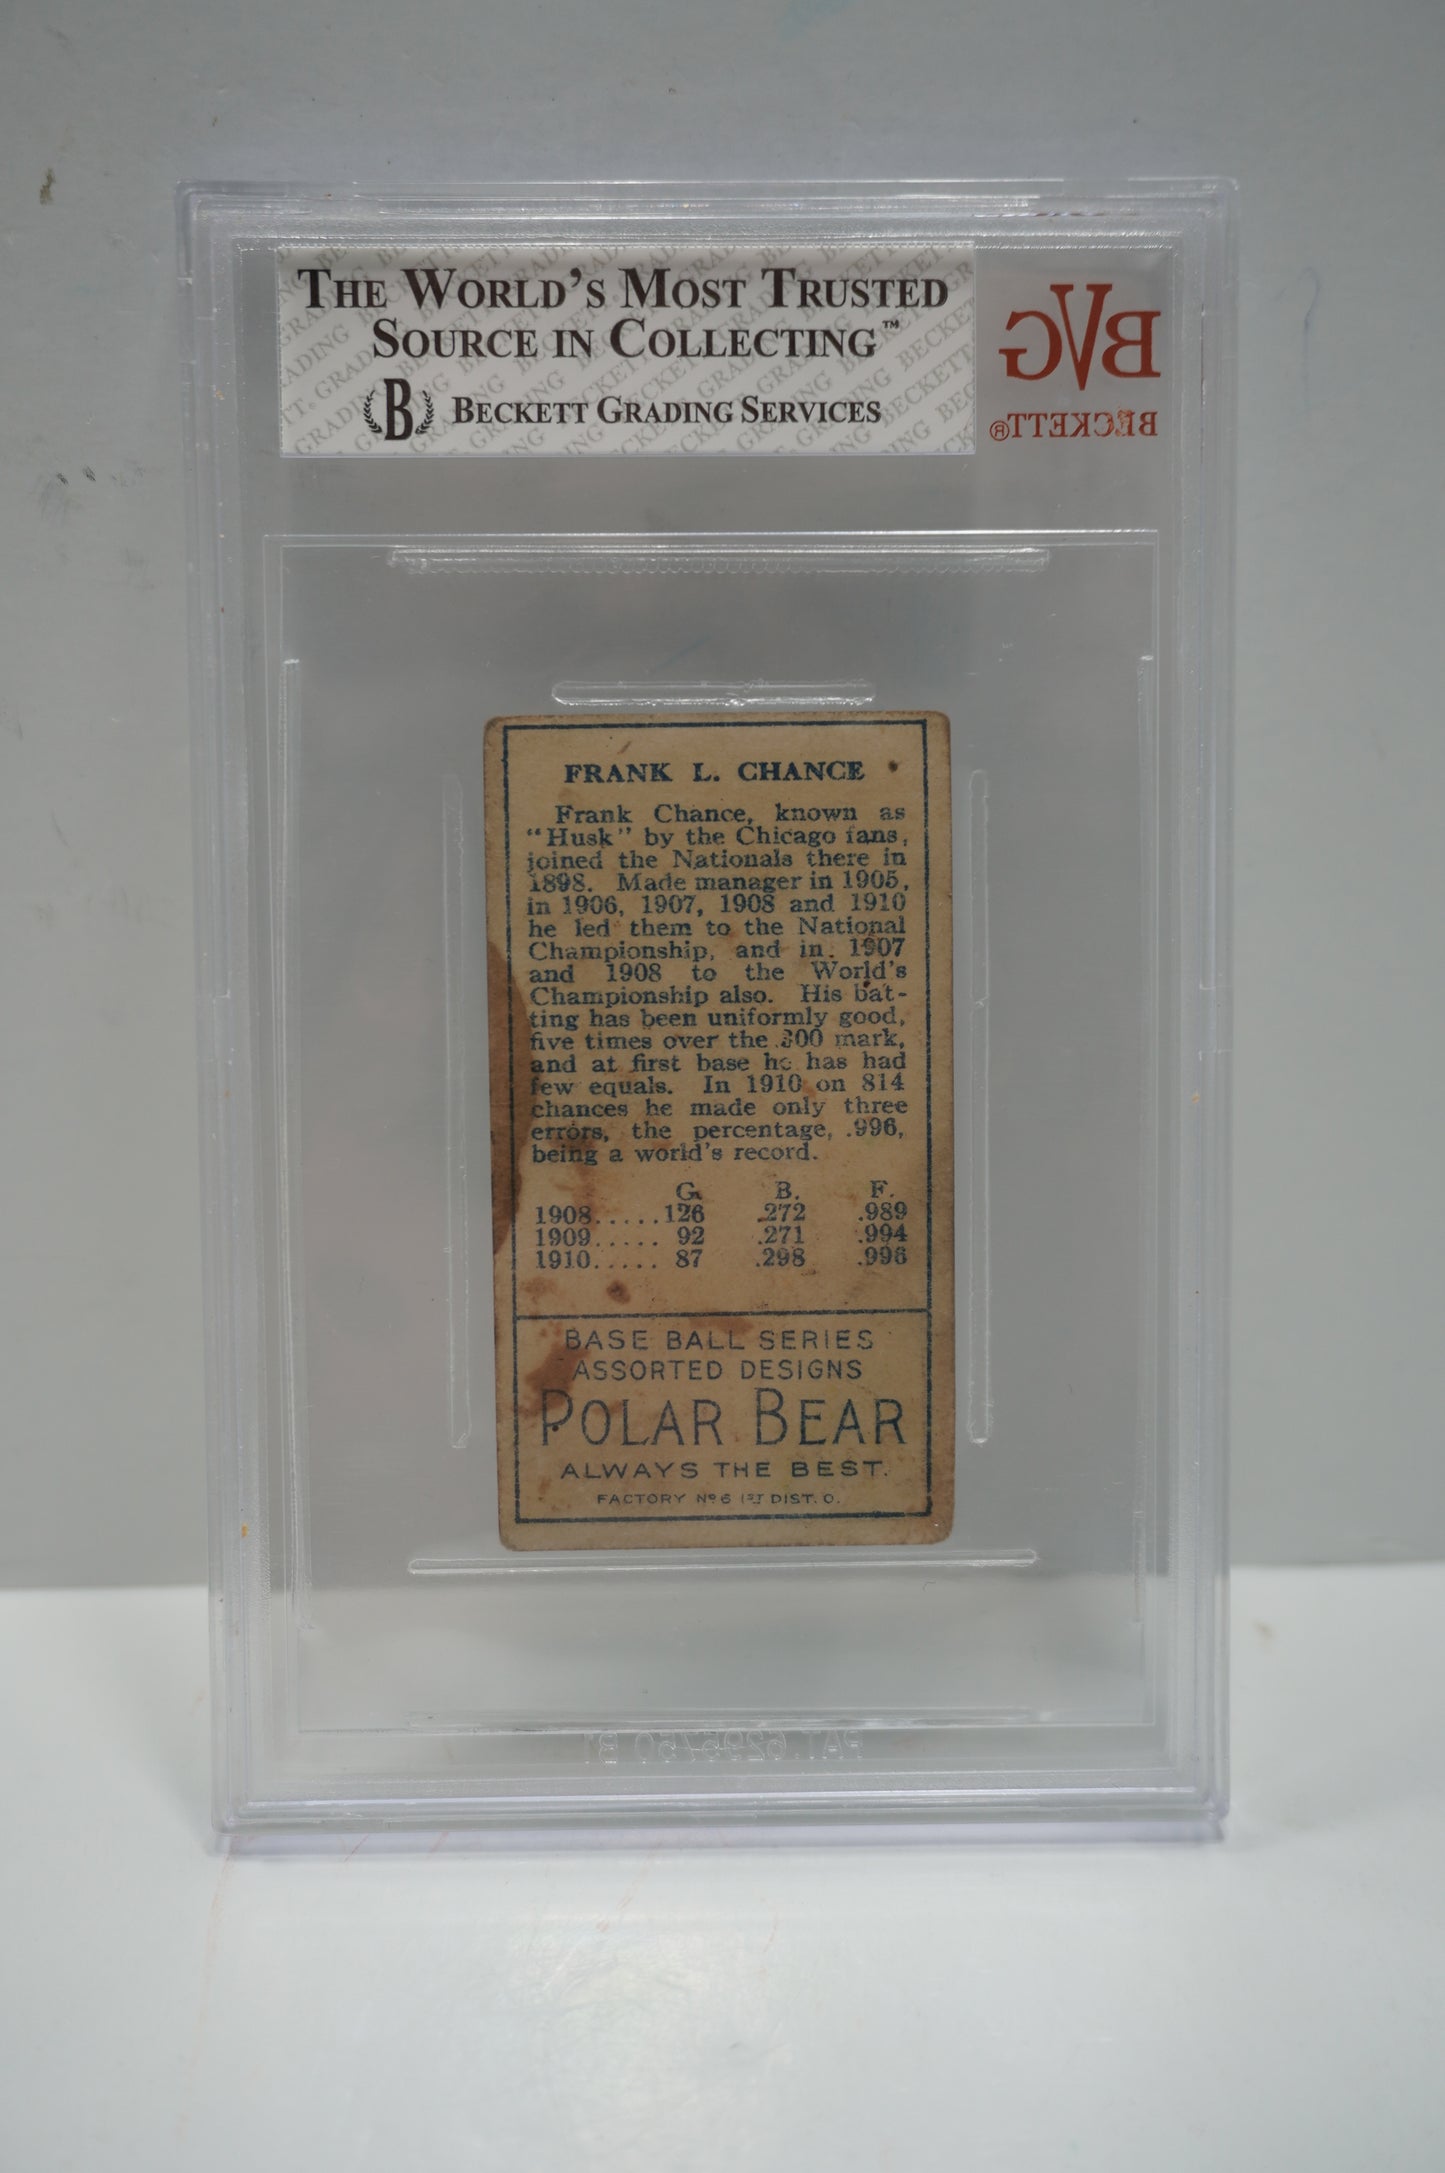 THE WORLD'S MOST TRUSTED
SOURCE IN COLLECTING™
B BECKETT GRADING SERVICES
BVG
BECKETT®
FRANK L. CHANCE
Frank Chance, known as
"Husk" by the Chicago fans,
joined the Nationals there in
1898. Made manager in 1905,
in 1906, 1907, 1908 and 1910
he led them to the National
Championship, and in 1907
and 1908 to the World's
Championship also. His bat-
ting has been uniformly good,
five times over the .300 mark,
and at first base he has had
few equals. In 1910 on 814
chances he made only three
errors, the percentage, .996,
being a world's record.
G. B. F.
1908.....126 .272 .989
1909..... 92 .271 .994
1910..... 87 .298 .996
BASE BALL SERIES
ASSORTED DESIGNS
POLAR BEAR
ALWAYS THE BEST.
FACTORY Nº 6 1ST DIST. O.
PAT. 6295750 B1